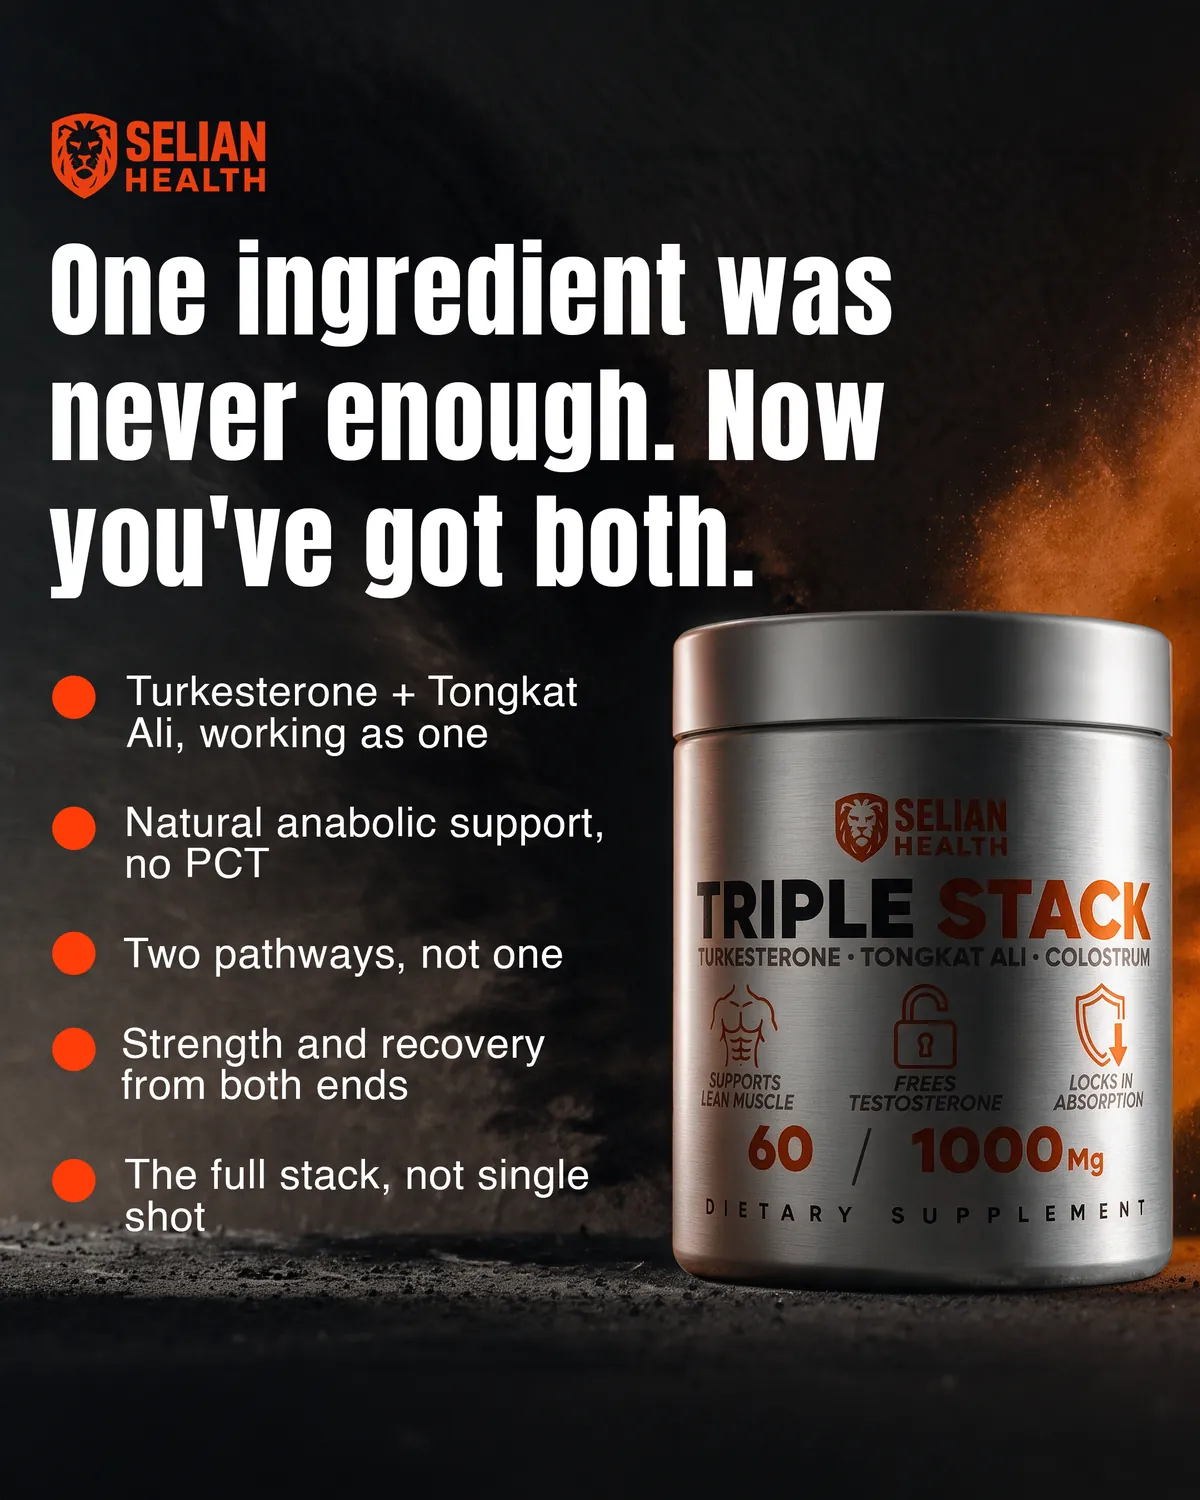 SELIAN
HEALTH
One ingredient was
never enough. Now
you've got both.
Turkesterone + Tongkat
Ali, working as one
Natural anabolic support,
no PCT
Two pathways, not one
Strength and recovery
from both ends
The full stack, not single
shot
SELIAN
HEALTH
TRIPLE STACK
TURKESTERONE · TONGKAT ALI · COLOSTRUM
SUPPORTS
LEAN MUSCLE
FREES
TESTOSTERONE
LOCKS IN
ABSORPTION
60 / 1000Mg
DIETARY SUPPLEMENT